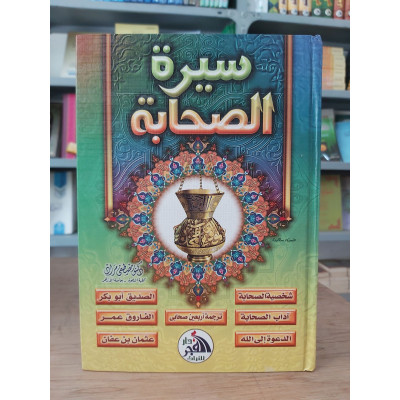 سيرة
الصحابة
شخصية الصحابة
الصديق أبو بكر
آداب الصحابة
ترجمة أربعين صحابي
الفاروق عمر
الدعوة إلى الله
عثمان بن عفان
دار
الفجر
للتراث